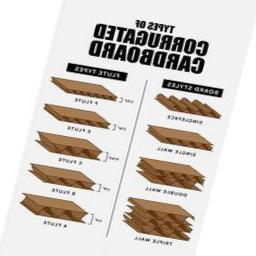 TYPES OF
CORRUGATED
CARDBOARD
FLUTE TYPES
F FLUTE
E FLUTE
C FLUTE
B FLUTE
A FLUTE
BOARD STYLES
SINGLEFACE
SINGLE WALL
DOUBLE WALL
TRIPLE WALL